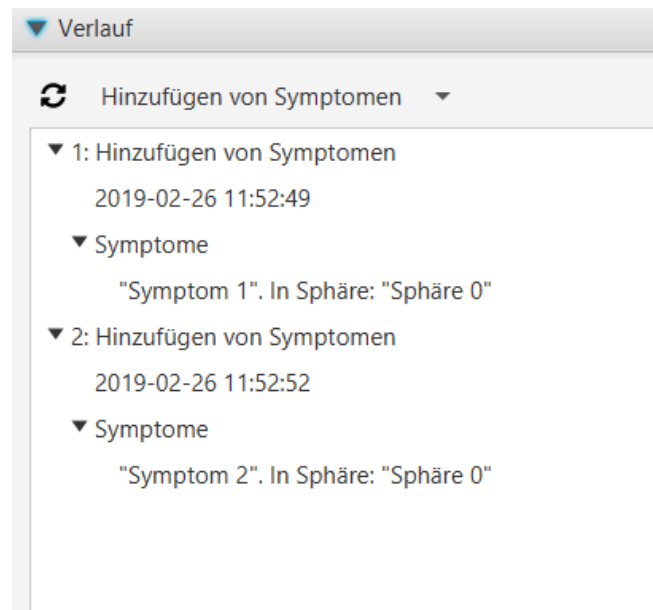 Verlauf
Hinzufügen von Symptomen
1: Hinzufügen von Symptomen
2019-02-26 11:52:49
Symptome
"Symptom 1". In Sphäre: "Sphäre 0"
2: Hinzufügen von Symptomen
2019-02-26 11:52:52
Symptome
"Symptom 2". In Sphäre: "Sphäre 0"